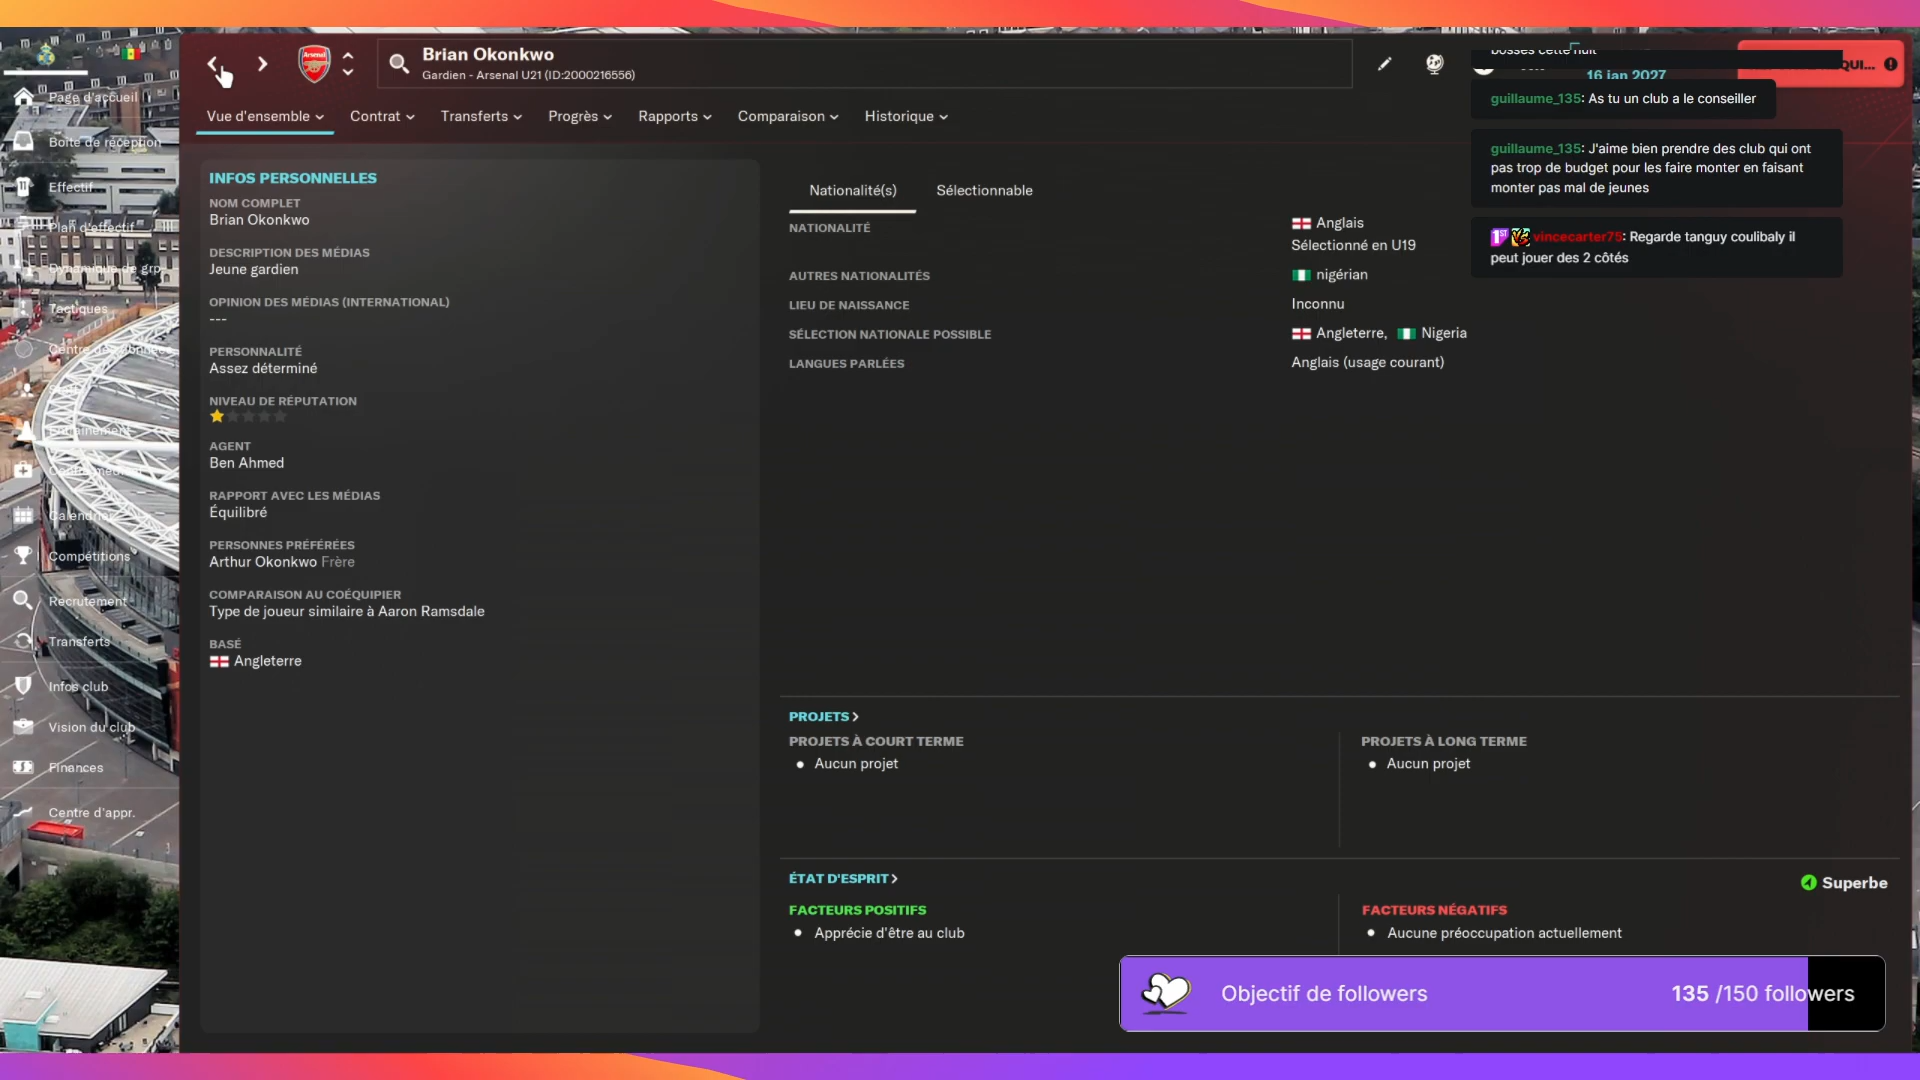 Brian Okonkwo
Gardien - Arsenal U21 (ID:2000216556)
Vue d'ensemble
Contrat
Transferts
Progrès
Rapports
Comparaison
Historique
Page d'accueil
Boîte de réception
Effectif
Plan d'effectif
Dynamique de grp
Tactiques
Centre de données
Entraînement
Calendrier
Compétitions
Recrutement
Transferts
Infos club
Vision du club
Finances
Centre d'appr.
INFOS PERSONNELLES
NOM COMPLET
Brian Okonkwo
DESCRIPTION DES MÉDIAS
Jeune gardien
OPINION DES MÉDIAS (INTERNATIONAL)
---
PERSONNALITÉ
Assez déterminé
NIVEAU DE RÉPUTATION
AGENT
Ben Ahmed
RAPPORT AVEC LES MÉDIAS
Équilibré
PERSONNES PRÉFÉRÉES
Arthur Okonkwo Frère
COMPARAISON AU COÉQUIPIER
Type de joueur similaire à Aaron Ramsdale
BASÉ
Angleterre
Nationalité(s)
Sélectionnable
NATIONALITÉ
Anglais
Sélectionné en U19
AUTRES NATIONALITÉS
nigérian
LIEU DE NAISSANCE
Inconnu
SÉLECTION NATIONALE POSSIBLE
Angleterre, Nigeria
LANGUES PARLÉES
Anglais (usage courant)
PROJETS
PROJETS À COURT TERME
Aucun projet
PROJETS À LONG TERME
Aucun projet
ÉTAT D'ESPRIT
Superbe
FACTEURS POSITIFS
Apprécie d'être au club
FACTEURS NÉGATIFS
Aucune préoccupation actuellement
bosses cette nuit
16 jan 2027
guillaume_135: As tu un club a le conseiller
guillaume_135: J'aime bien prendre des club qui ont
pas trop de budget pour les faire monter en faisant
monter pas mal de jeunes
vincecarter75: Regarde tanguy coulibaly il
peut jouer des 2 côtés
Objectif de followers
135 /150 followers